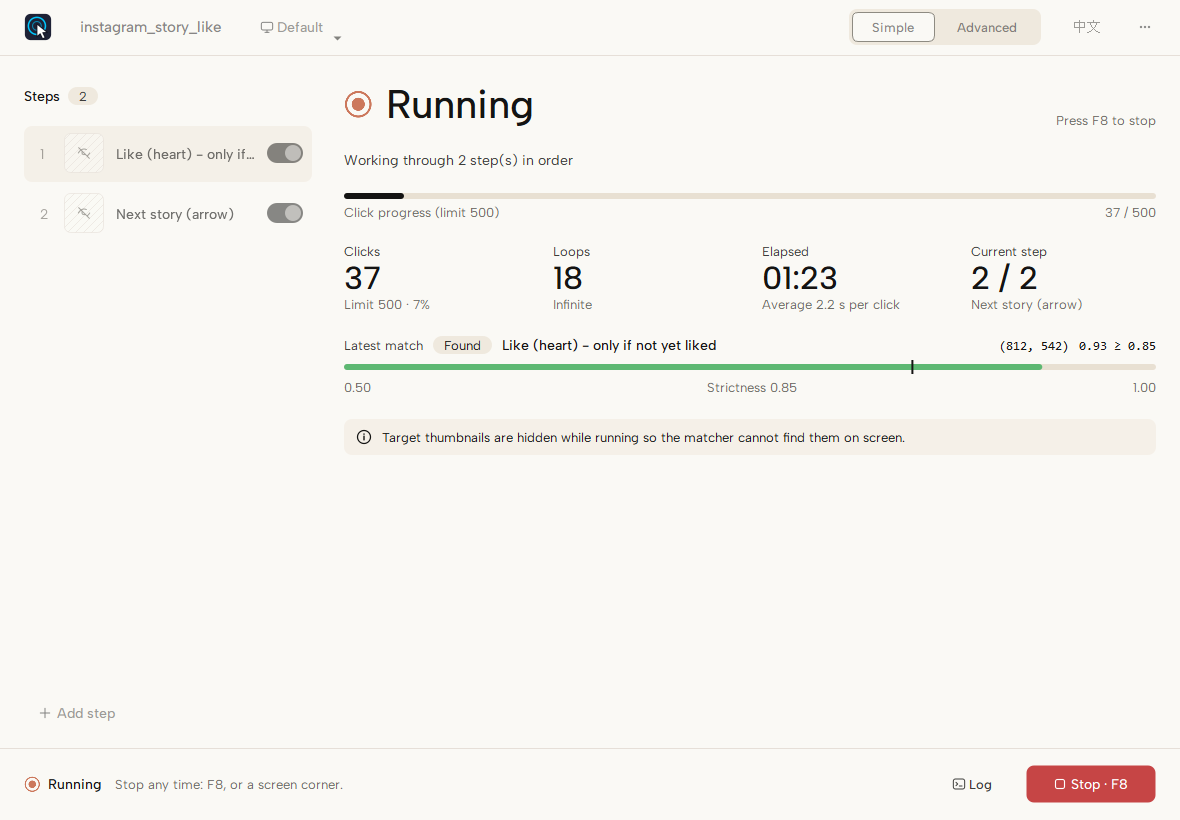 instagram_story_like
Default
Simple
Advanced
中文
···
Steps 2
1 Like (heart) – only if...
2 Next story (arrow)
+ Add step
Running
Press F8 to stop
Working through 2 step(s) in order
Click progress (limit 500) 37 / 500
Clicks
37
Limit 500 · 7%
Loops
18
Infinite
Elapsed
01:23
Average 2.2 s per click
Current step
2 / 2
Next story (arrow)
Latest match Found Like (heart) – only if not yet liked (812, 542) 0.93 ≥ 0.85
0.50 Strictness 0.85 1.00
Target thumbnails are hidden while running so the matcher cannot find them on screen.
Running Stop any time: F8, or a screen corner.
Log
Stop · F8